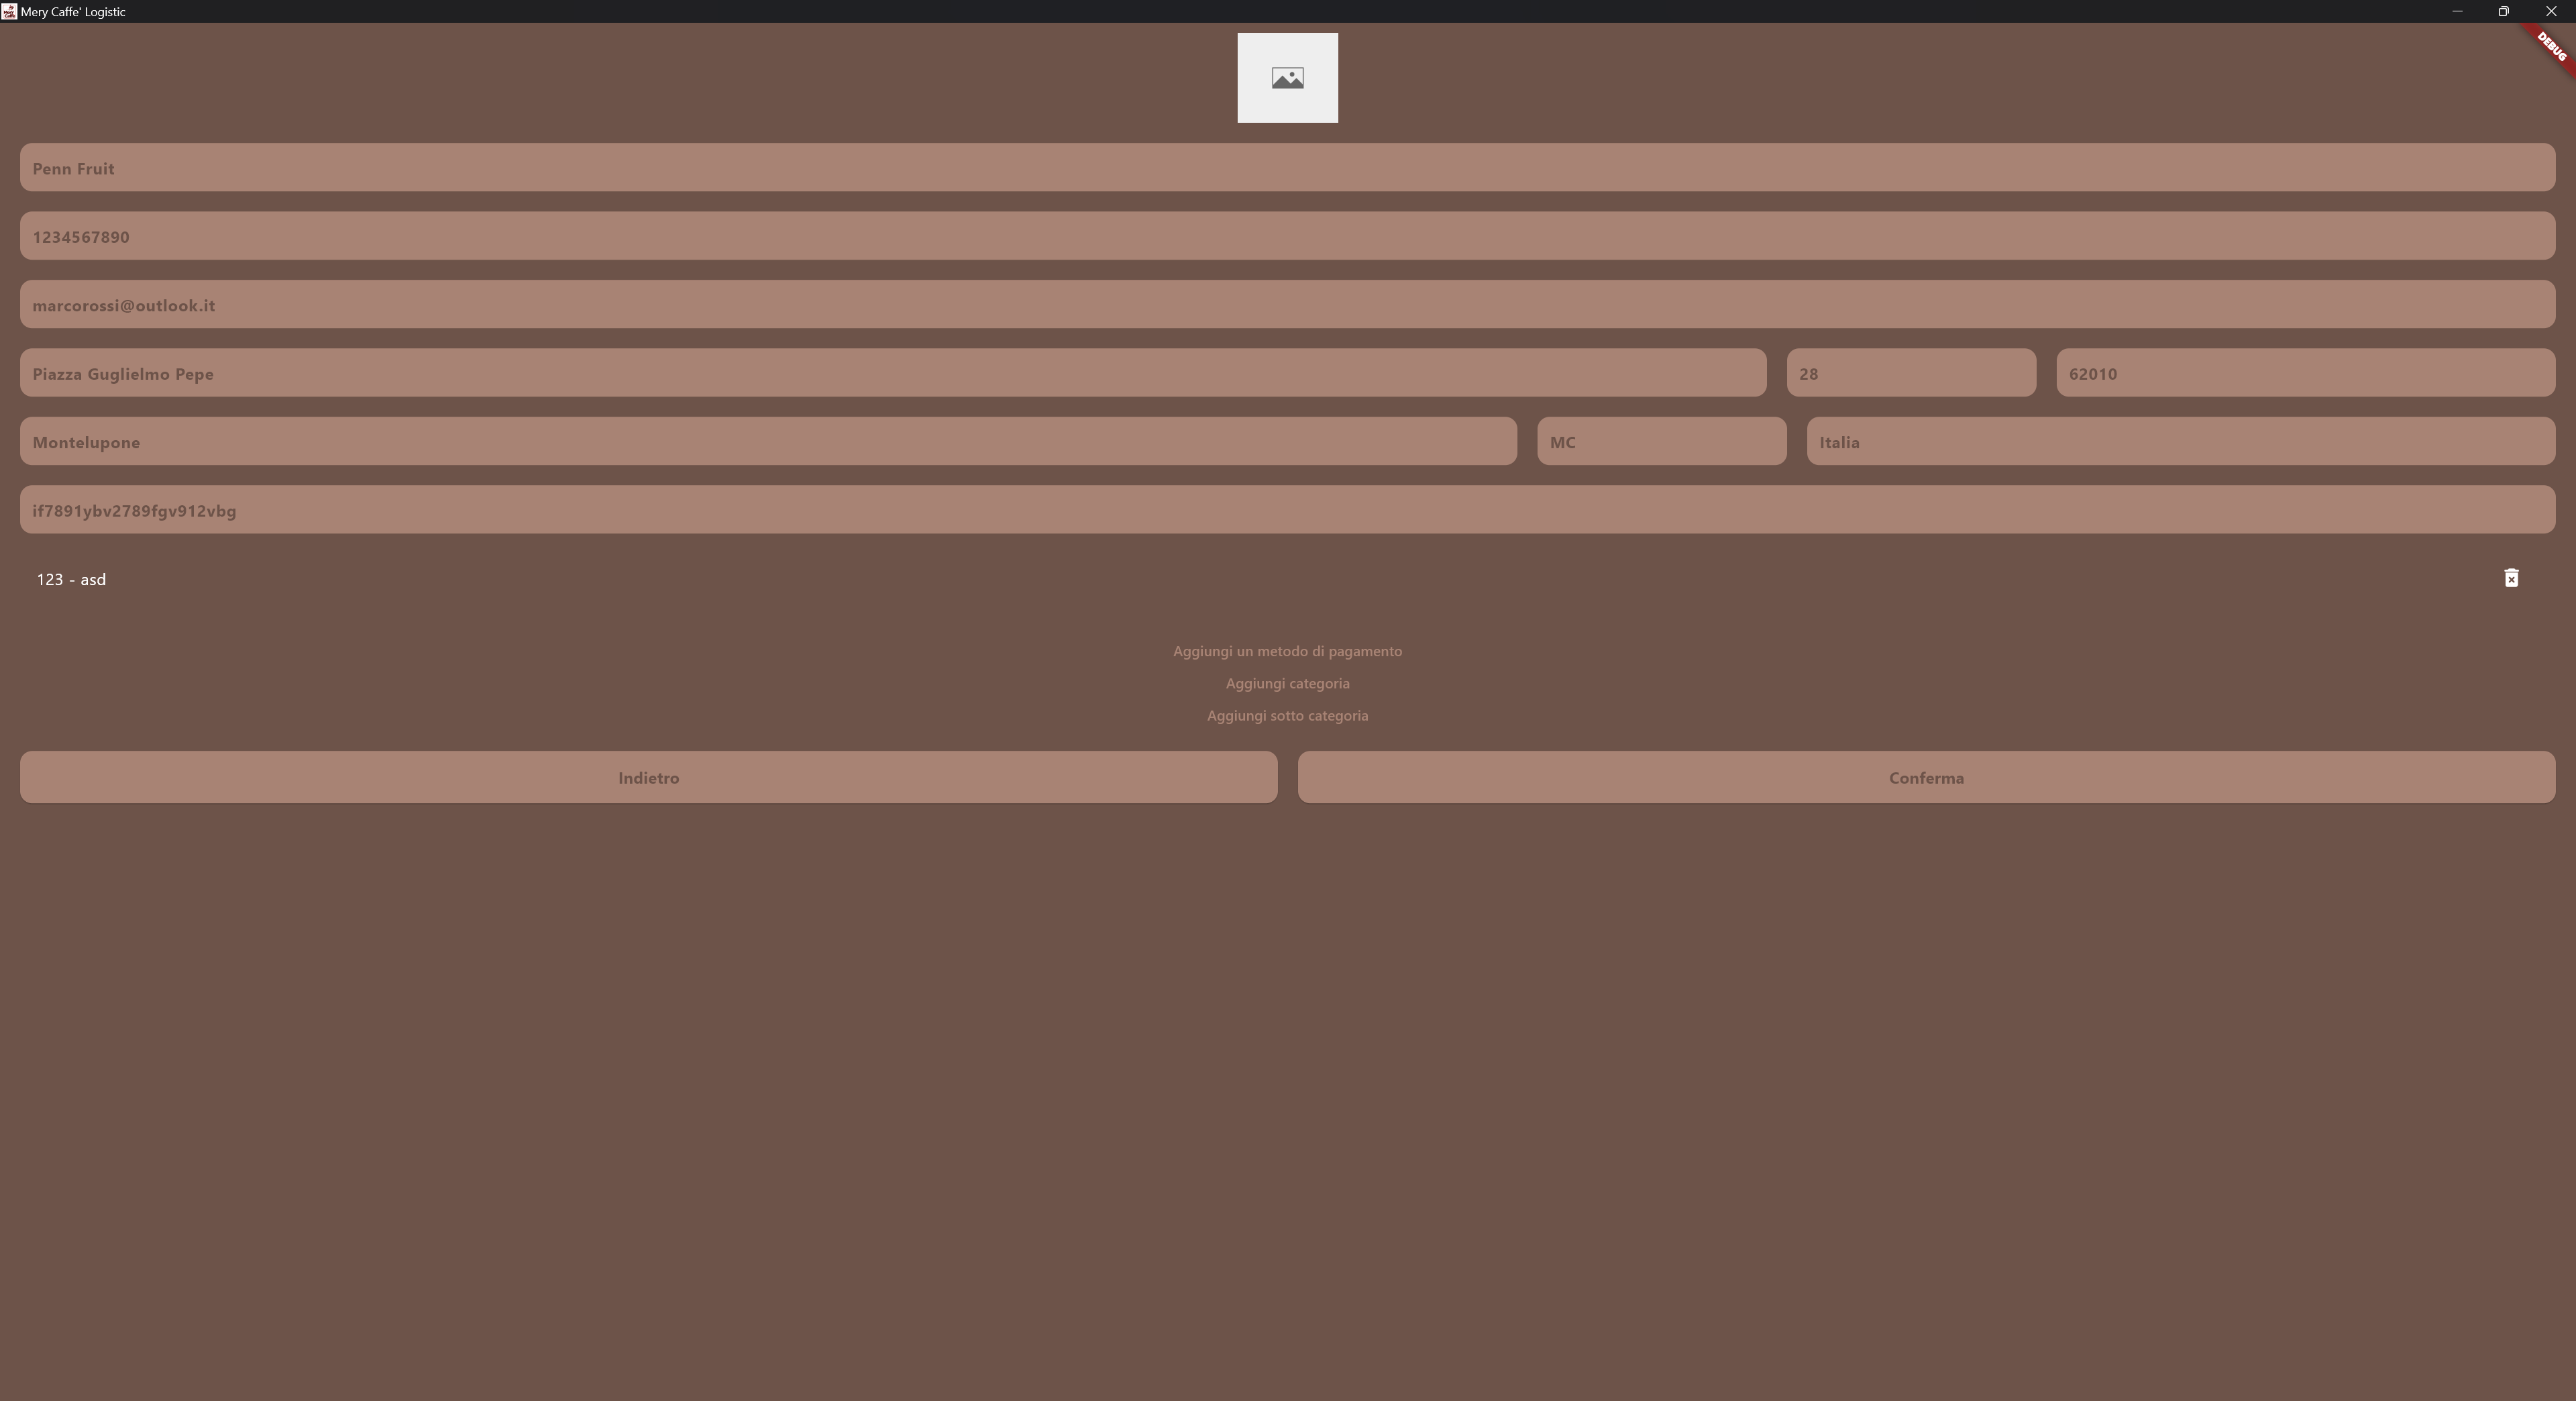 Mery Caffe' Logistic
DEBUG
Penn Fruit
1234567890
marcorossi@outlook.it
Piazza Guglielmo Pepe 28 62010
Montelupone MC Italia
if7891ybv2789fgv912vbg
123 - asd
Aggiungi un metodo di pagamento
Aggiungi categoria
Aggiungi sotto categoria
Indietro Conferma